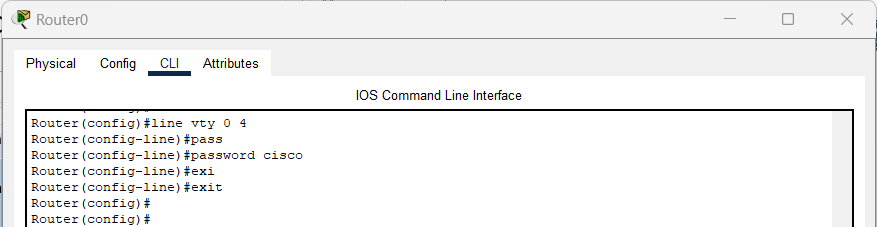 Router0
Physical Config CLI Attributes
IOS Command Line Interface
Router(config)#line vty 0 4
Router(config-line)#pass
Router(config-line)#password cisco
Router(config-line)#exi
Router(config-line)#exit
Router(config)#
Router(config)#